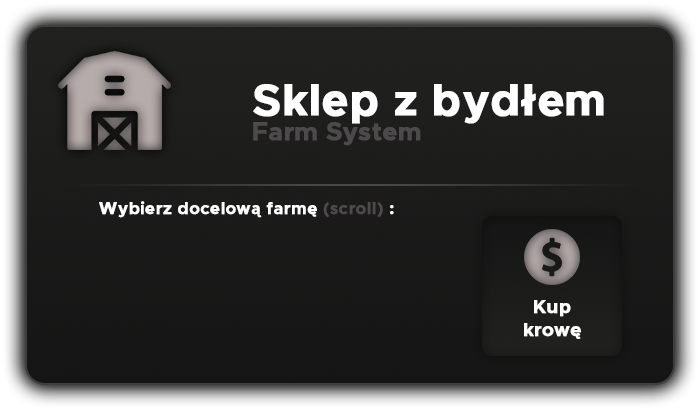 Sklep z bydłem
Farm System
Wybierz docelową farmę (scroll) :
$
Kup
krowę